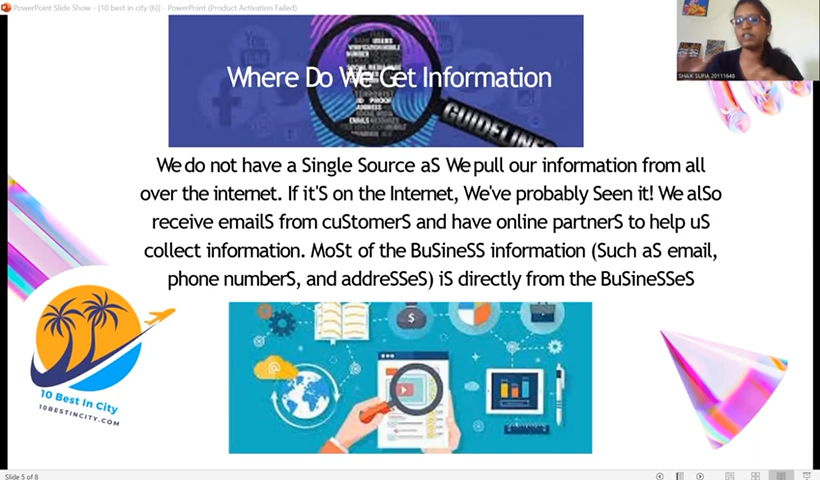 PowerPoint Slide Show - [10 best in city (6)] - PowerPoint (Product Activation Failed)
SHAIK SUFIA 20111648
Where Do We Get Information
GUIDELINE
We do not have a Single Source aS We pull our information from all
over the internet. If it'S on the Internet, We've probably Seen it! We alSo
receive emailS from cuStomerS and have online partnerS to help uS
collect information. MoSt of the BuSineSS information (Such aS email,
phone numberS, and addreSSeS) iS directly from the BuSineSSeS
10 Best In City
10BESTINCITY.COM
Slide 5 of 8